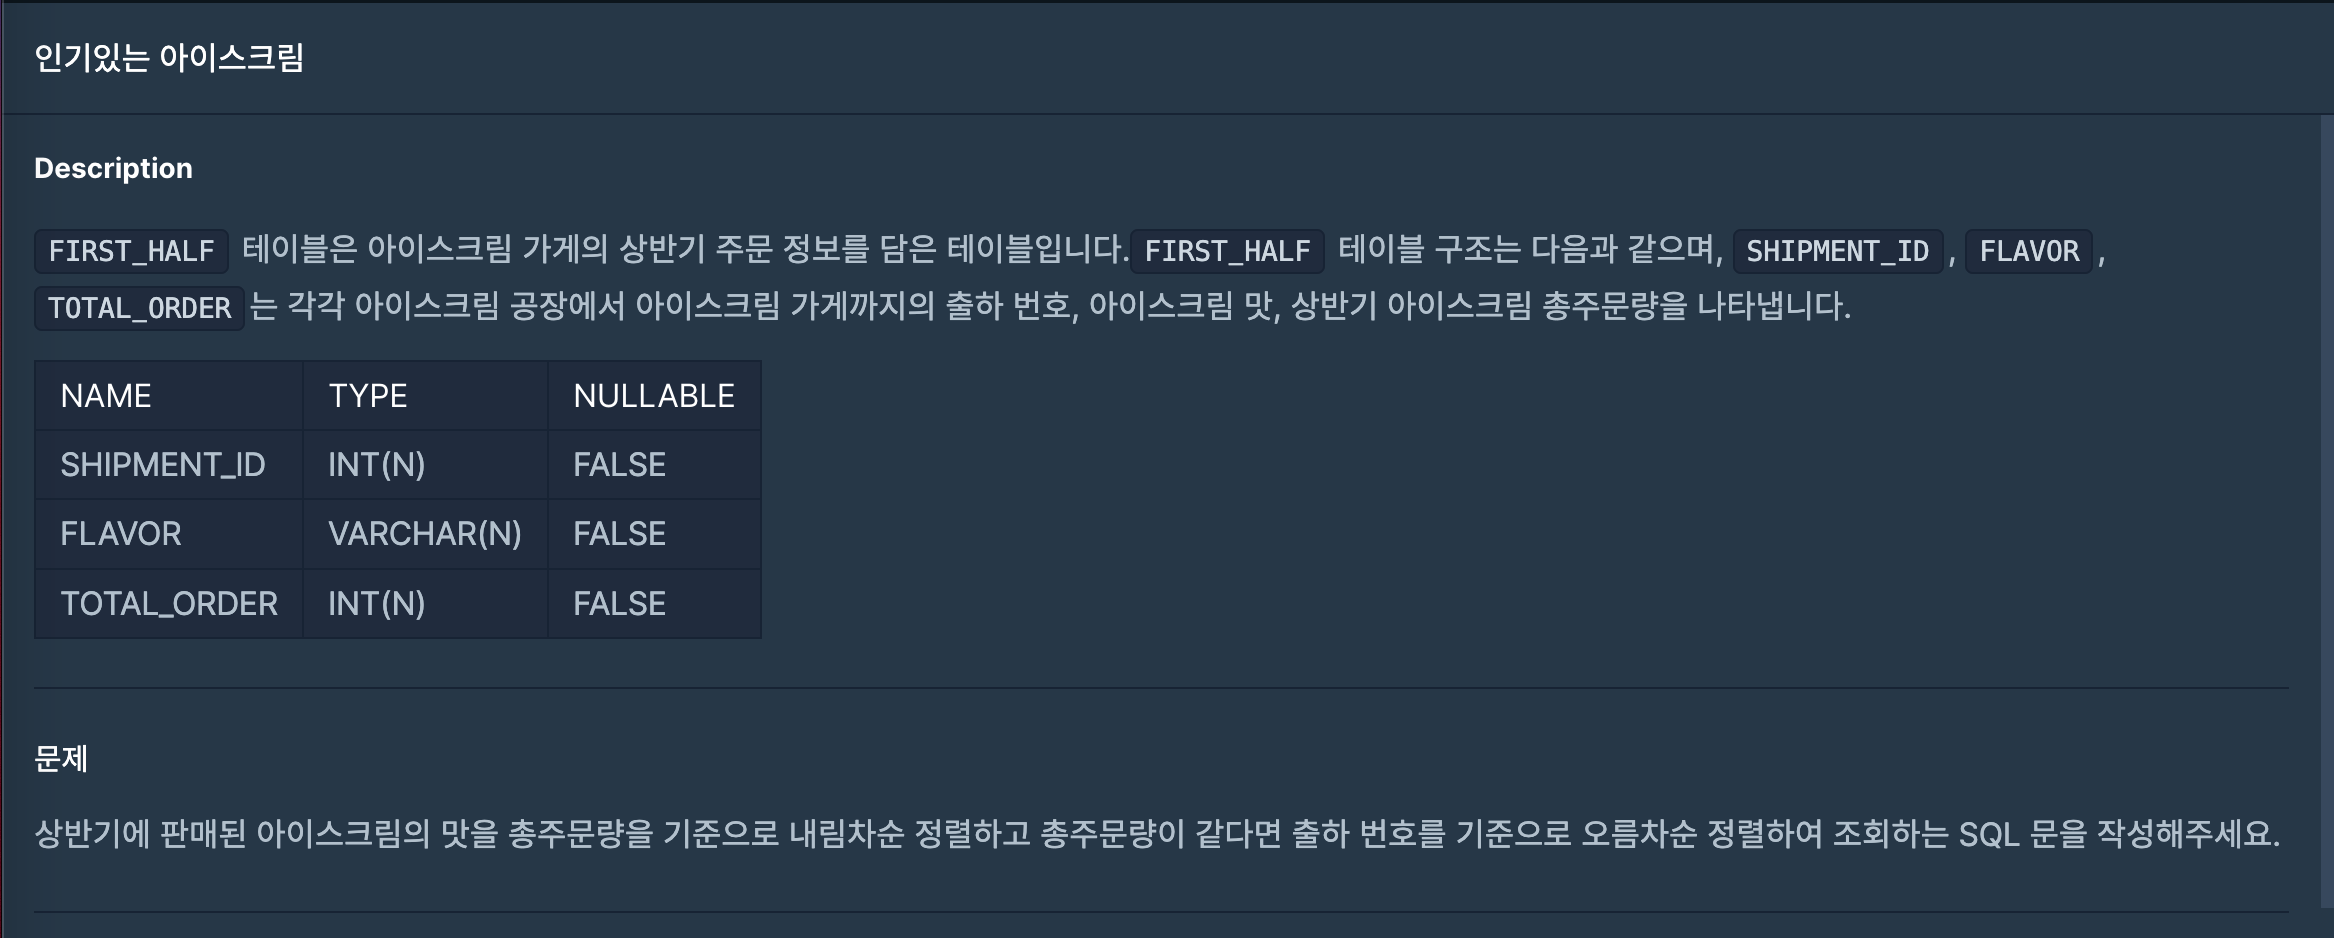 인기있는 아이스크림
Description
FIRST_HALF 테이블은 아이스크림 가게의 상반기 주문 정보를 담은 테이블입니다.FIRST_HALF 테이블 구조는 다음과 같으며, SHIPMENT_ID, FLAVOR,
TOTAL_ORDER 는 각각 아이스크림 공장에서 아이스크림 가게까지의 출하 번호, 아이스크림 맛, 상반기 아이스크림 총주문량을 나타냅니다.
NAME TYPE NULLABLE
SHIPMENT_ID INT(N) FALSE
FLAVOR VARCHAR(N) FALSE
TOTAL_ORDER INT(N) FALSE
문제
상반기에 판매된 아이스크림의 맛을 총주문량을 기준으로 내림차순 정렬하고 총주문량이 같다면 출하 번호를 기준으로 오름차순 정렬하여 조회하는 SQL 문을 작성해주세요.